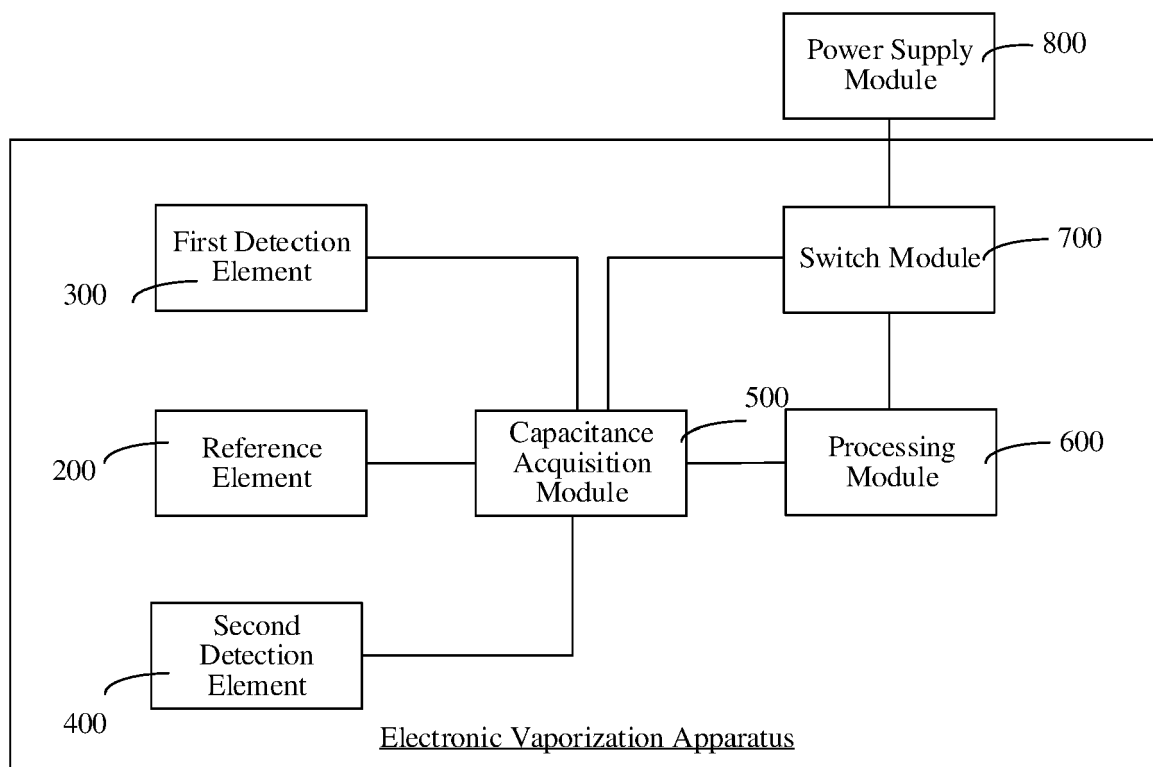 Power Supply
Module
800
First Detection
Element
300
Switch Module
700
Reference
Element
200
Capacitance
Acquisition
Module
500
Processing
Module
600
Second
Detection
Element
400
Electronic Vaporization Apparatus